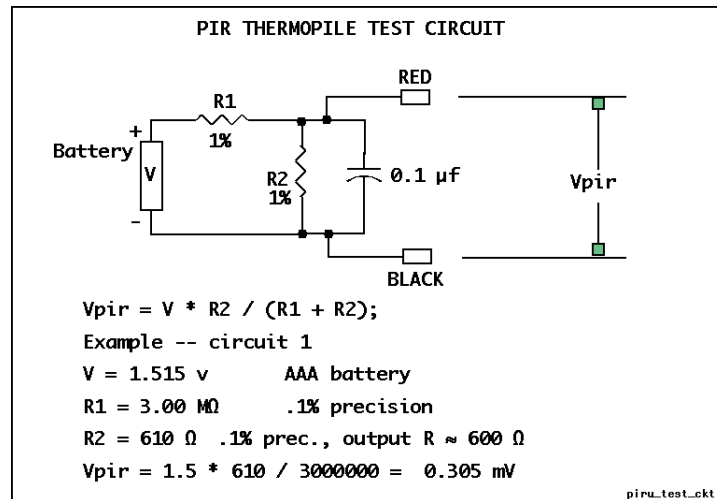 PIR THERMOPILE TEST CIRCUIT
RED
R1
1%
+
Battery
V
R2
1%
0.1 µf
Vpir
-
BLACK
Vpir = V * R2 / (R1 + R2);
Example -- circuit 1
V = 1.515 v AAA battery
R1 = 3.00 MΩ .1% precision
R2 = 610 Ω .1% prec., output R ≈ 600 Ω
Vpir = 1.5 * 610 / 3000000 = 0.305 mV
piru_test_ckt